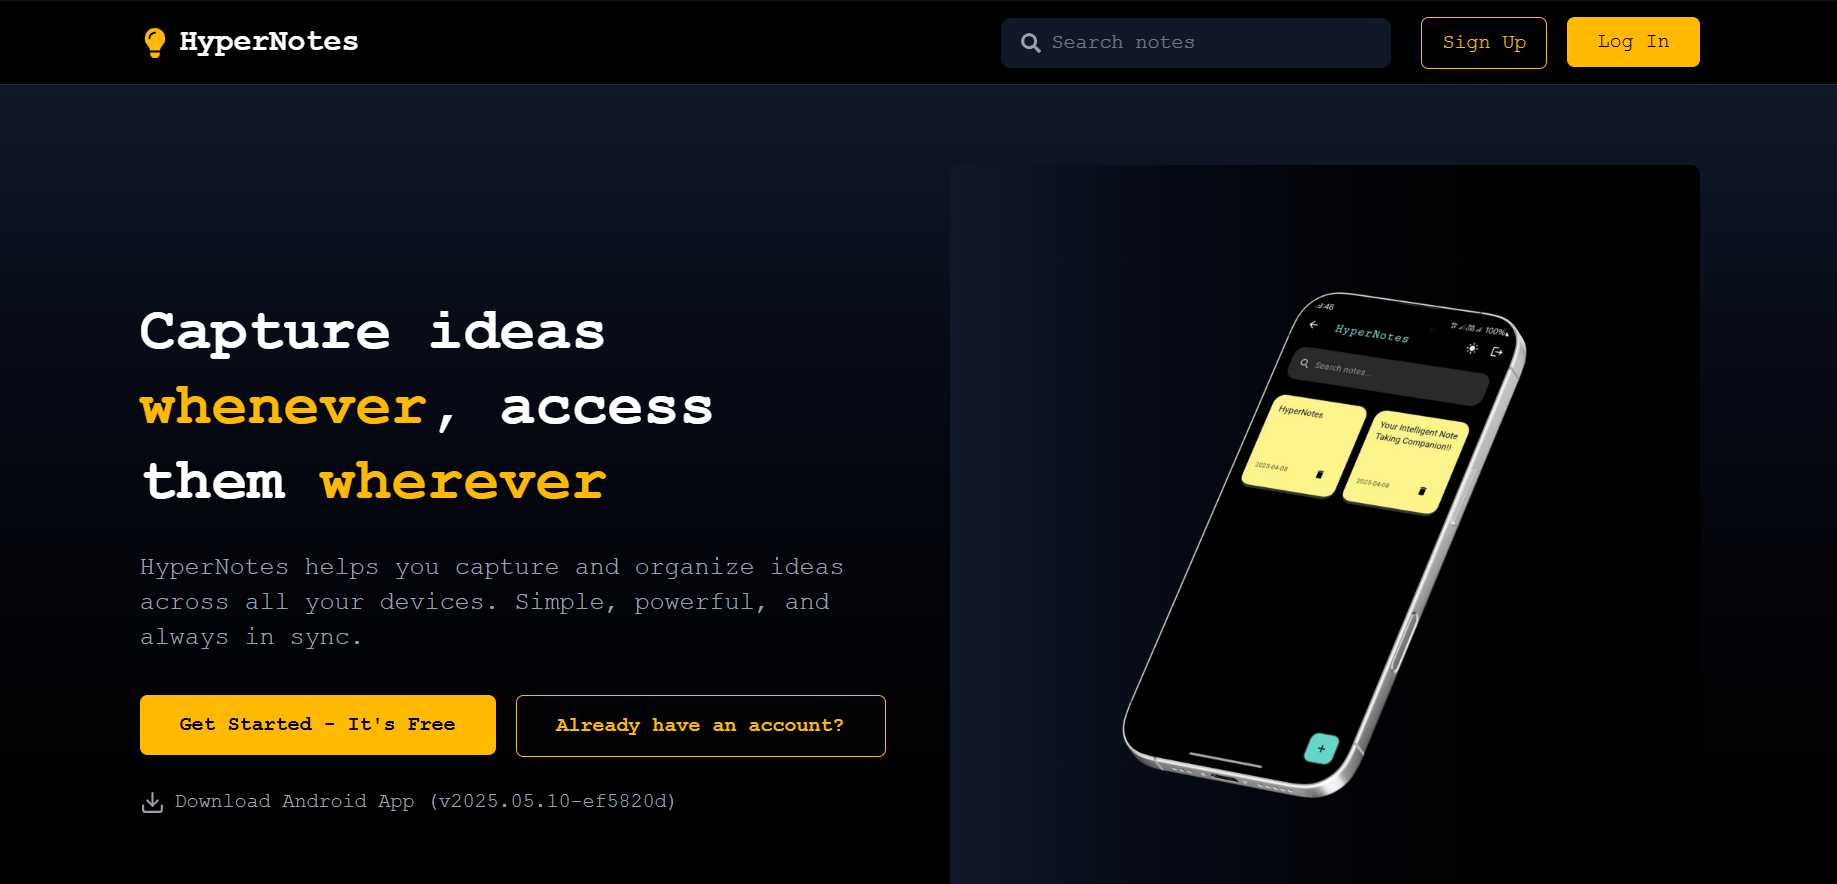 HyperNotes
Search notes
Sign Up
Log In
Capture ideas
whenever, access
them wherever
HyperNotes helps you capture and organize ideas
across all your devices. Simple, powerful, and
always in sync.
Get Started - It's Free
Already have an account?
Download Android App (v2025.05.10-ef5820d)
9:46
100%
HyperNotes
Search notes...
HyperNotes
2025-04-08
Your Intelligent Note
Taking Companion!!
2025-04-08
+